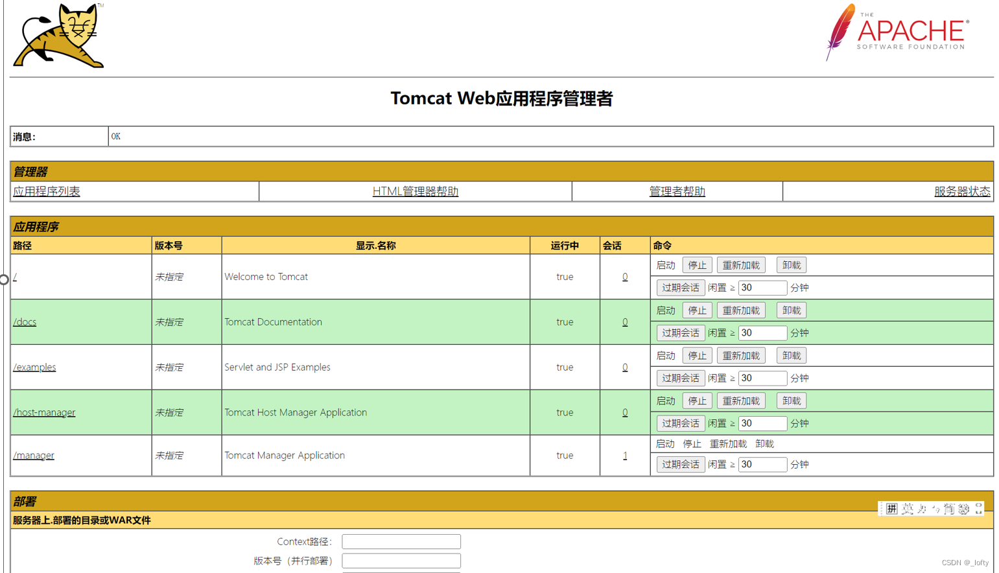 TM
THE
APACHE®
SOFTWARE FOUNDATION
Tomcat Web应用程序管理者
消息： OK
管理器
应用程序列表 HTML管理器帮助 管理者帮助 服务器状态
应用程序
路径 版本号 显示.名称 运行中 会话 命令
/ 未指定 Welcome to Tomcat true 0 启动 停止 重新加载 卸载
过期会话 闲置 ≥ 30 分钟
/docs 未指定 Tomcat Documentation true 0 启动 停止 重新加载 卸载
过期会话 闲置 ≥ 30 分钟
/examples 未指定 Servlet and JSP Examples true 0 启动 停止 重新加载 卸载
过期会话 闲置 ≥ 30 分钟
/host-manager 未指定 Tomcat Host Manager Application true 0 启动 停止 重新加载 卸载
过期会话 闲置 ≥ 30 分钟
/manager 未指定 Tomcat Manager Application true 1 启动 停止 重新加载 卸载
过期会话 闲置 ≥ 30 分钟
部署
拼 英 简
服务器上.部署的目录或WAR文件
Context路径：
版本号（并行部署）
CSDN @_lofty